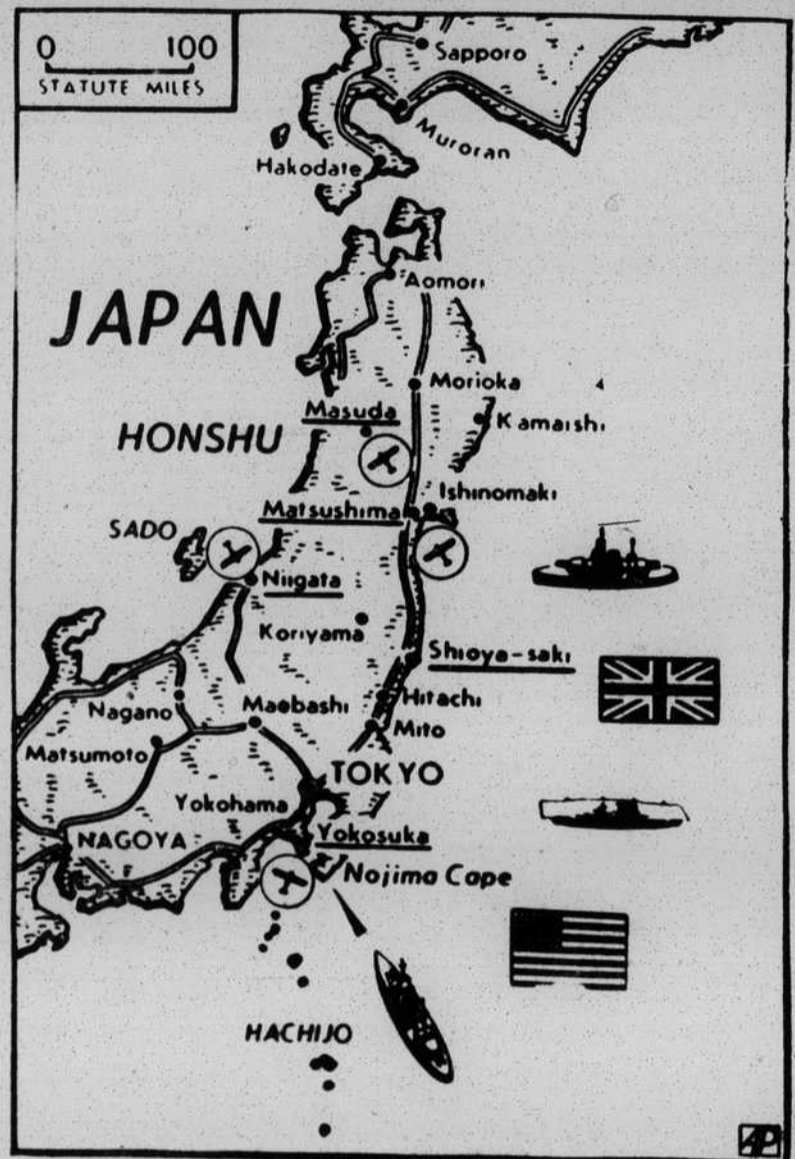 0 100
STATUTE MILES
Sapporo
Muroran
Hakodate
Aomori
JAPAN
Morioka
Masuda
Kamaishi
HONSHU
Ishinomaki
Matsushima
SADO
Niigata
Koriyama
Shioya-saki
Hitachi
Maebashi
Nagano
Mito
Matsumoto
TOKYO
Yokohama
NAGOYA
Yokosuka
Nojima Cape
HACHIJO
AP